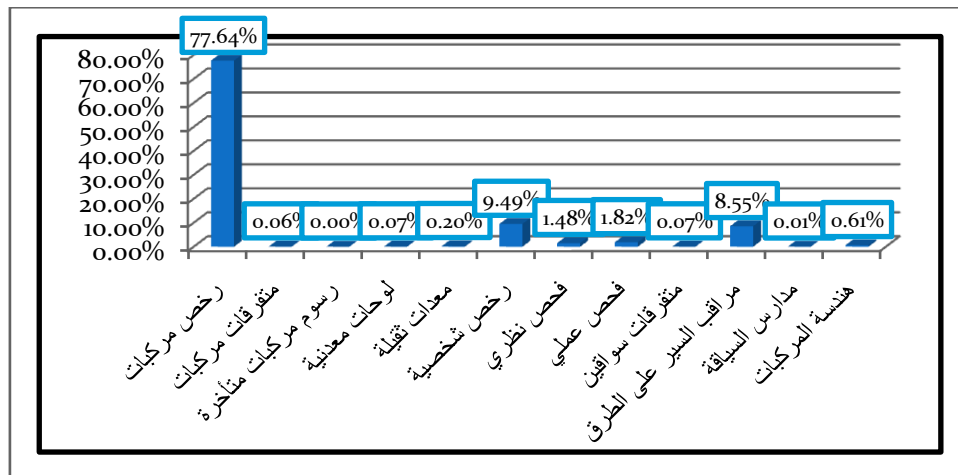 77.64%
80.00%
70.00%
60.00%
50.00%
40.00%
30.00%
20.00%
10.00%
0.00%
0.06%
0.00%
0.07%
0.20%
9.49%
1.48%
1.82%
0.07%
8.55%
0.01%
0.61%
رخص مركبات
متفرقات مركبات
رسوم مركبات متأخرة
لوحات معدنية
معدات ثقيلة
رخص شخصية
فحص نظري
فحص عملي
متفرقات سواقين
مراقب السير على الطرق
مدارس السياقة
هندسة المركبات